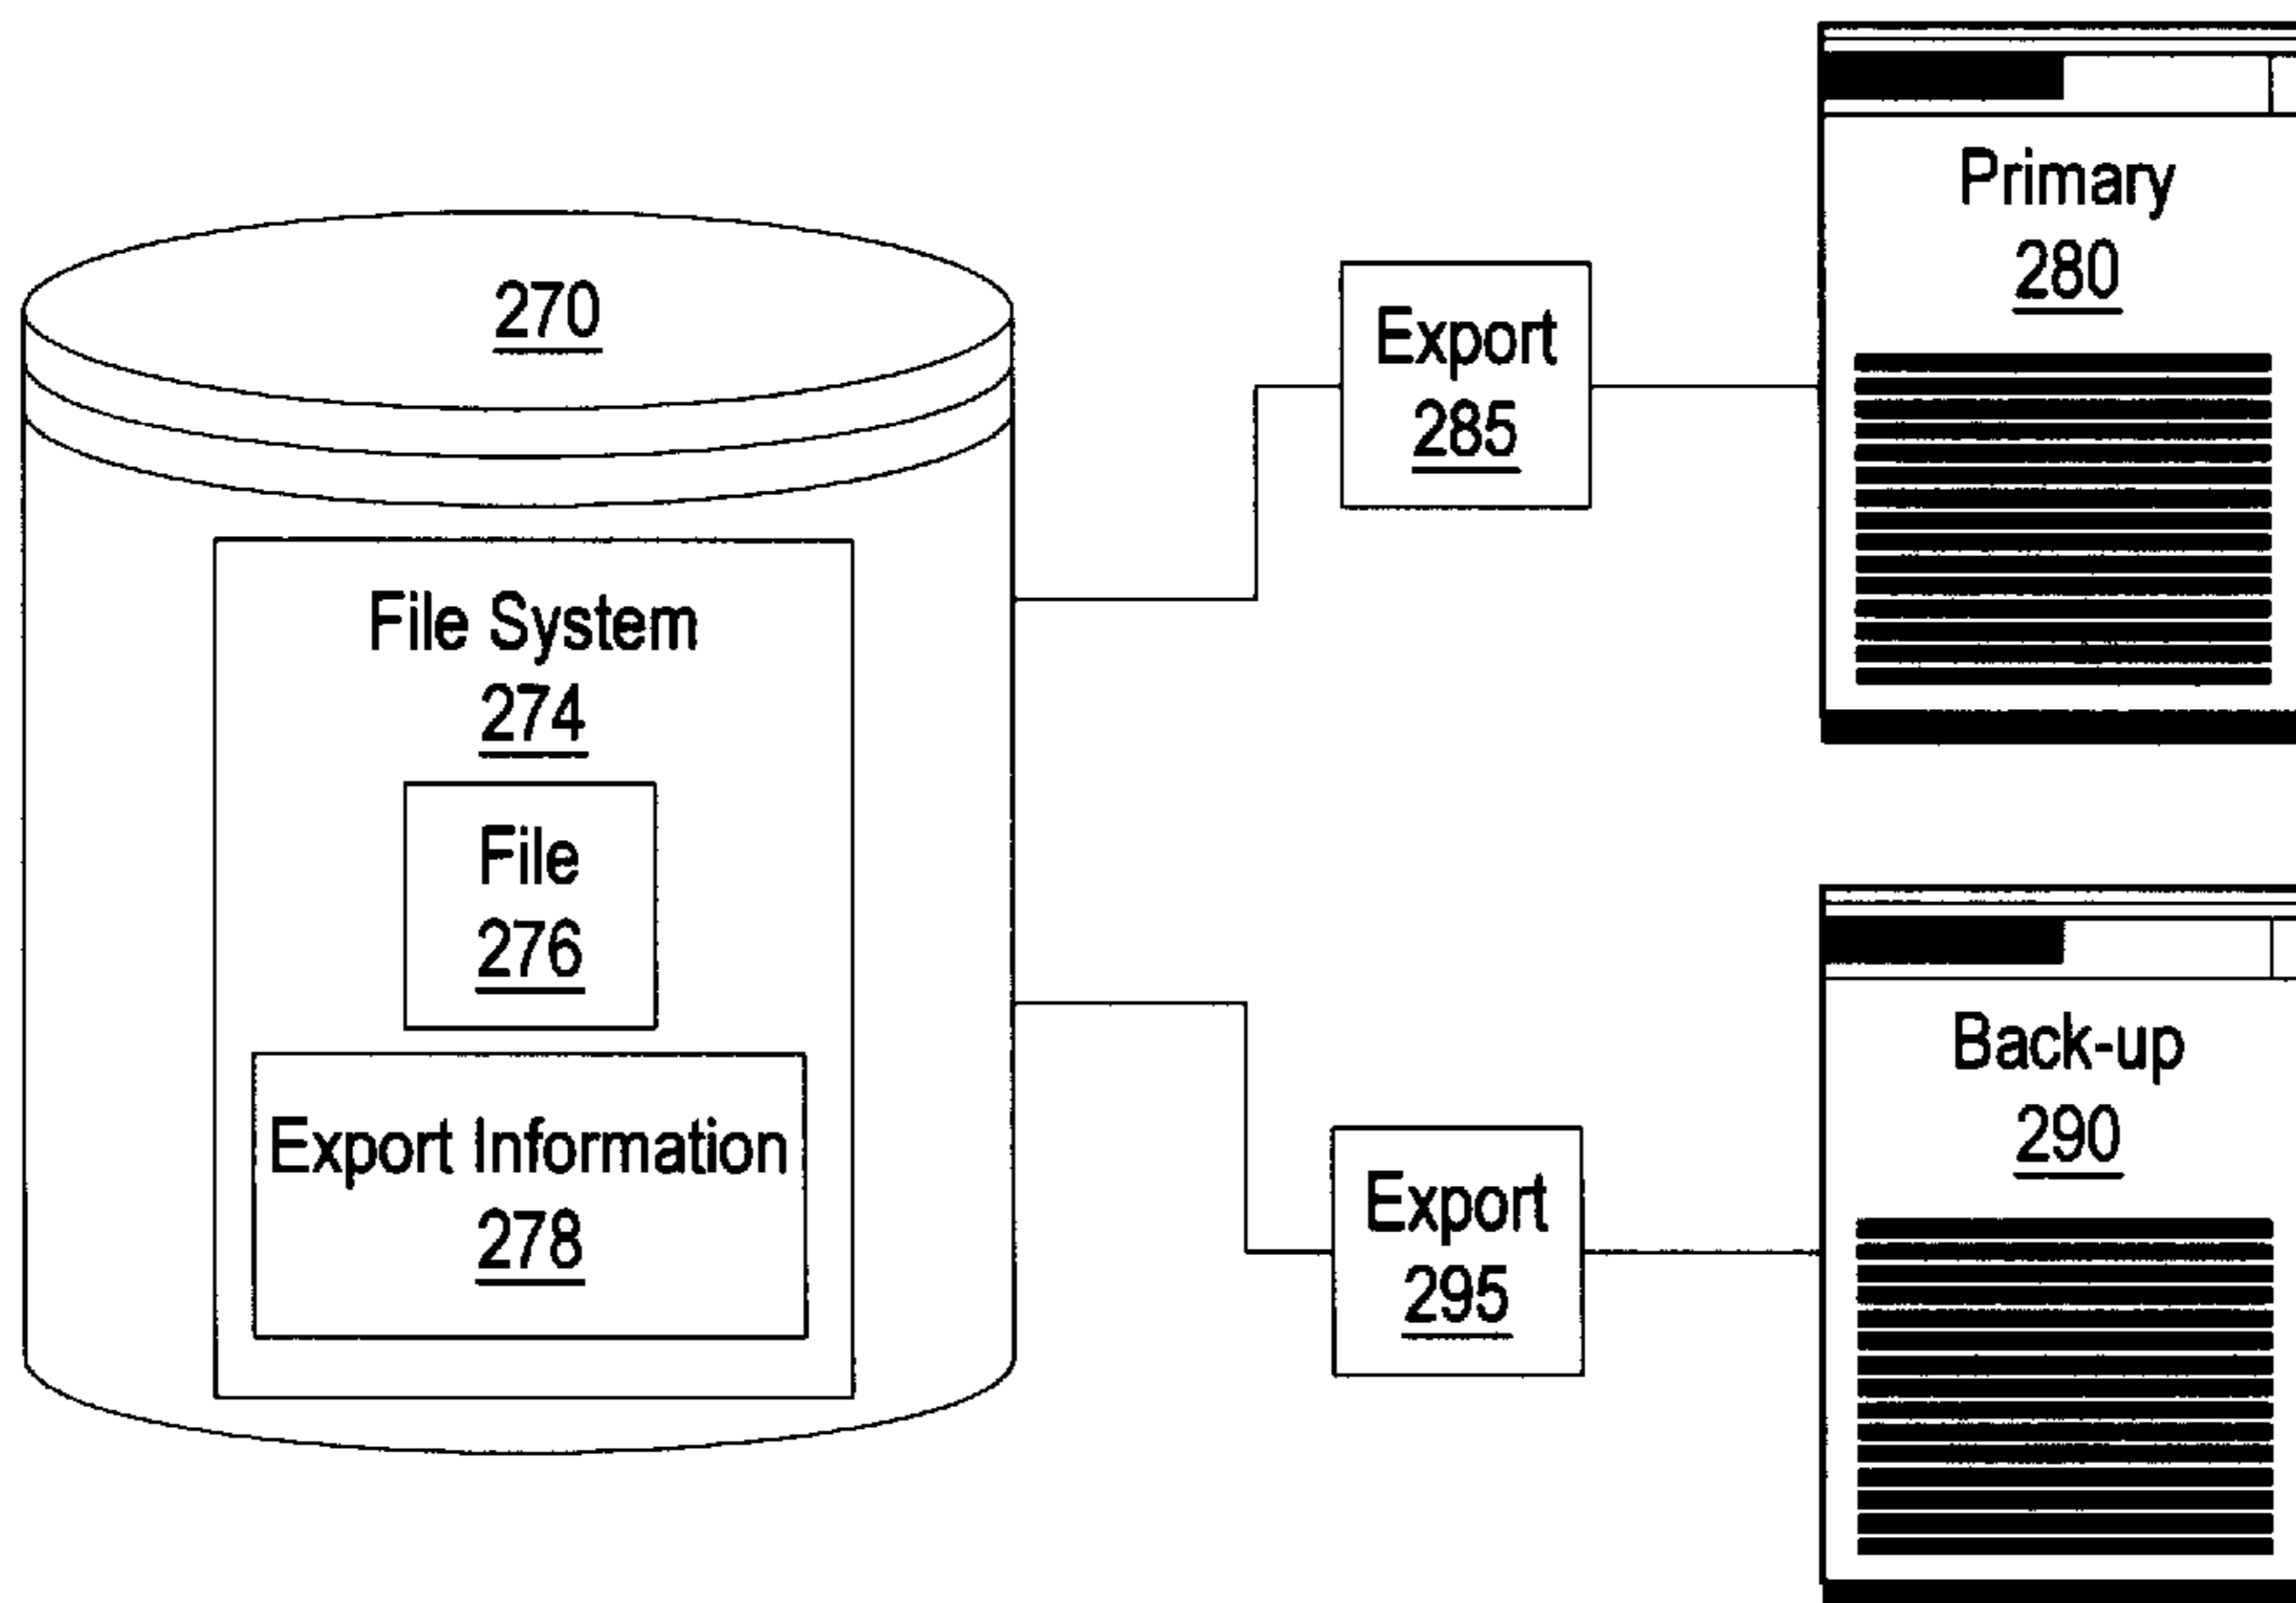 270
File System
274
File
276
Export Information
278
Export
285
Primary
280
Export
295
Back-up
290